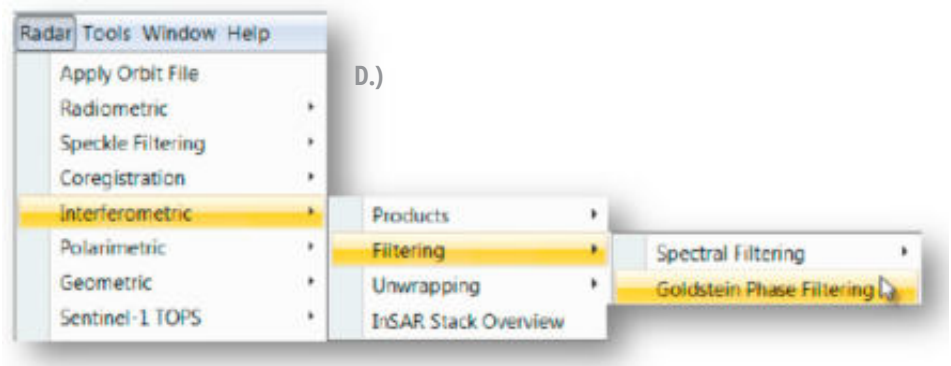 Radar Tools Window Help
Apply Orbit File
D.)
Radiometric
Speckle Filtering
Coregistration
Interferometric
Polarimetric
Geometric
Sentinel-1 TOPS
Products
Filtering
Unwrapping
InSAR Stack Overview
Spectral Filtering
Goldstein Phase Filtering